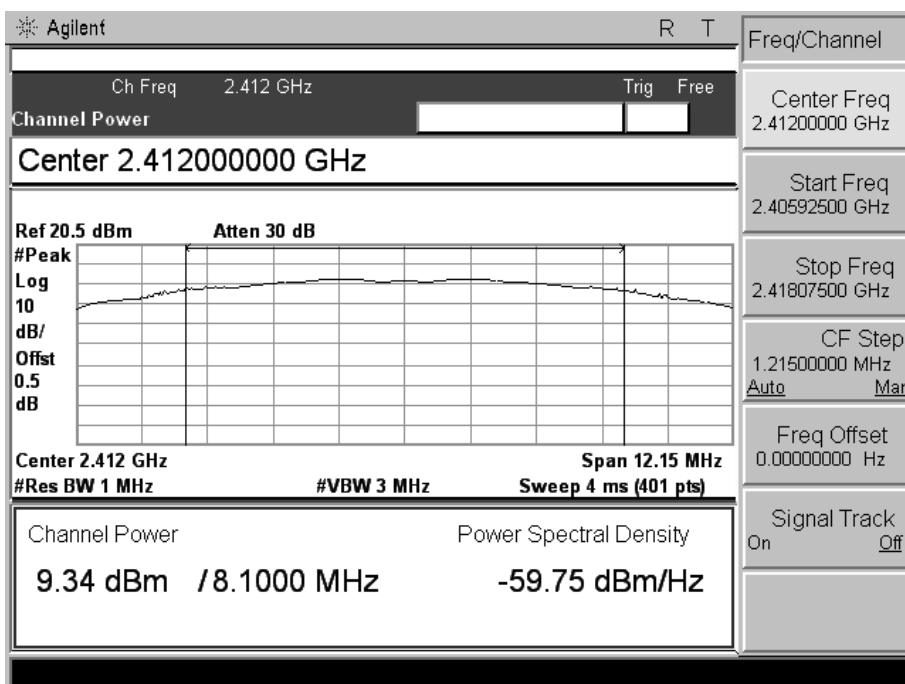 Agilent R T
Ch Freq 2.412 GHz Trig Free
Channel Power
Center 2.412000000 GHz
Ref 20.5 dBm Atten 30 dB
#Peak
Log
10
dB/
Offst
0.5
dB
Center 2.412 GHz Span 12.15 MHz
#Res BW 1 MHz #VBW 3 MHz Sweep 4 ms (401 pts)
Channel Power Power Spectral Density
9.34 dBm /8.1000 MHz -59.75 dBm/Hz
Freq/Channel
Center Freq
2.41200000 GHz
Start Freq
2.40592500 GHz
Stop Freq
2.41807500 GHz
CF Step
1.21500000 MHz
Auto Man
Freq Offset
0.00000000 Hz
Signal Track
On Off